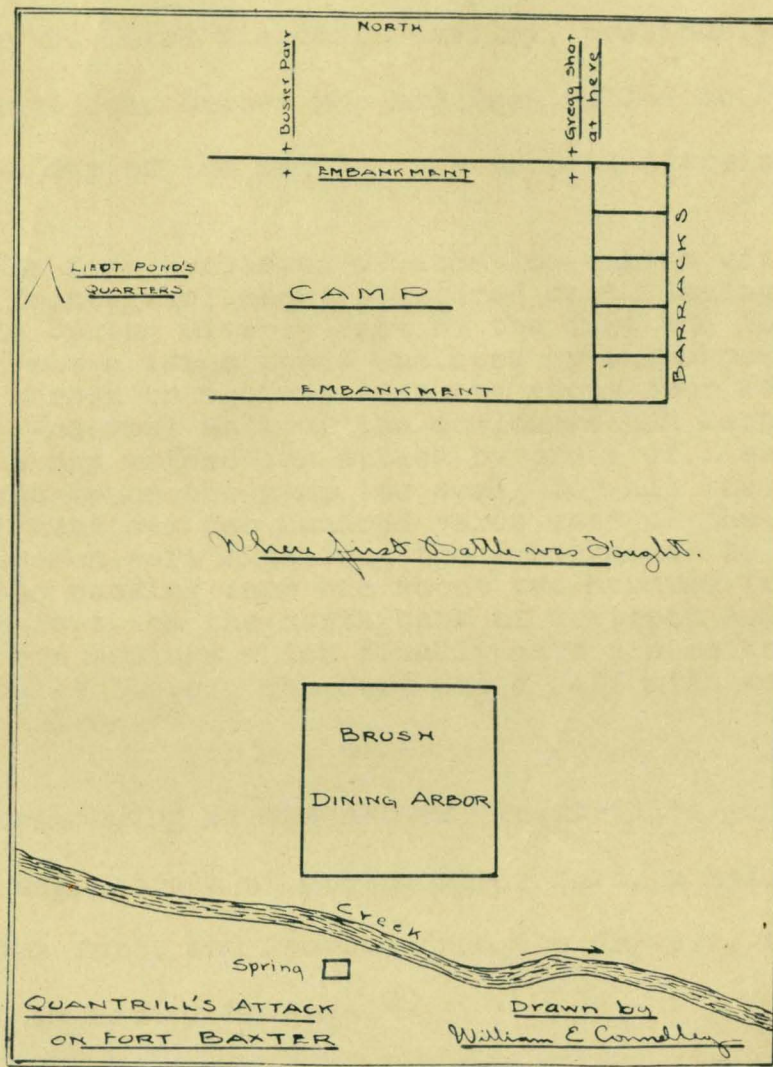 NORTH
Buster Parr
Gregg Shot
at here
EMBANKMENT
LIEUT POND'S
QUARTERS
CAMP
BARRACKS
EMBANKMENT
Where first Battle was Fought.
BRUSH
DINING ARBOR
Creek
Spring
QUANTRILL'S ATTACK
ON FORT BAXTER
Drawn by
William E Connelley